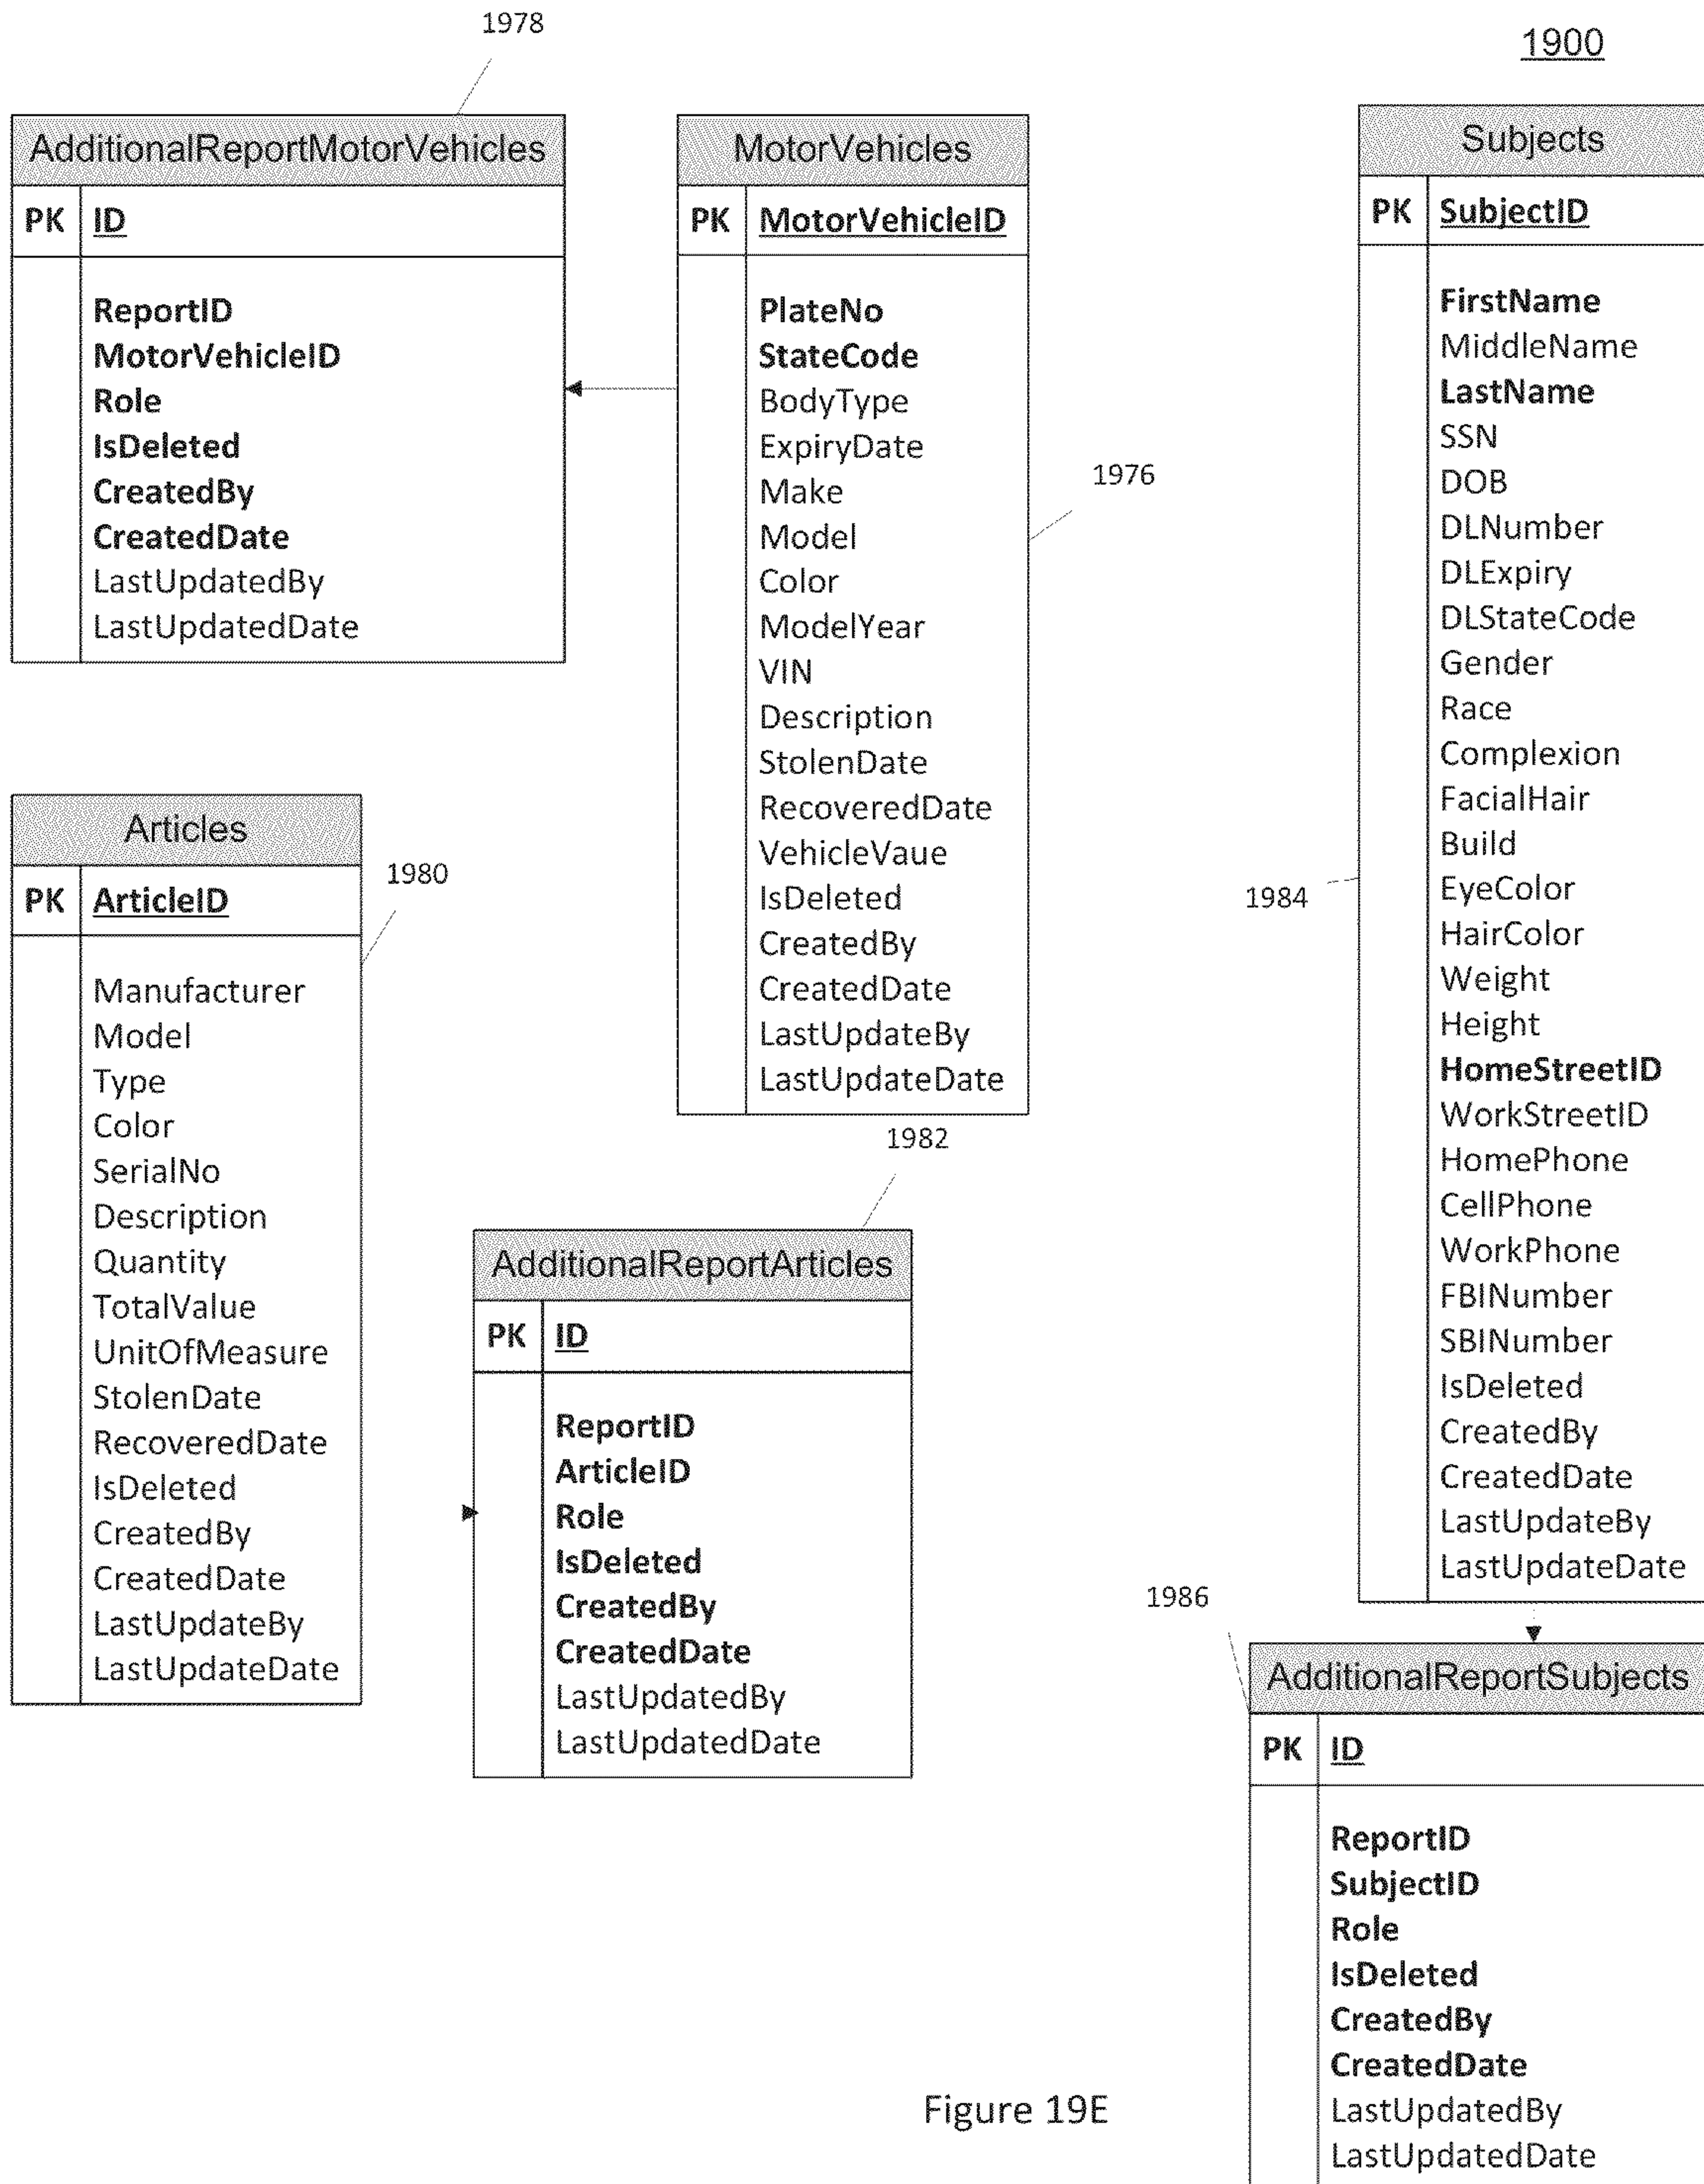 1978
1900
AdditionalReportMotorVehicles
PK ID
ReportID
MotorVehicleID
Role
IsDeleted
CreatedBy
CreatedDate
LastUpdatedBy
LastUpdatedDate
MotorVehicles
PK MotorVehicleID
PlateNo
StateCode
BodyType
ExpiryDate
Make
Model
Color
ModelYear
VIN
Description
StolenDate
RecoveredDate
VehicleVaue
IsDeleted
CreatedBy
CreatedDate
LastUpdateBy
LastUpdateDate
1976
Subjects
PK SubjectID
FirstName
MiddleName
LastName
SSN
DOB
DLNumber
DLExpiry
DLStateCode
Gender
Race
Complexion
FacialHair
Build
EyeColor
HairColor
Weight
Height
HomeStreetID
WorkStreetID
HomePhone
CellPhone
WorkPhone
FBINumber
SBINumber
IsDeleted
CreatedBy
CreatedDate
LastUpdateBy
LastUpdateDate
1984
Articles
PK ArticleID
Manufacturer
Model
Type
Color
SerialNo
Description
Quantity
TotalValue
UnitOfMeasure
StolenDate
RecoveredDate
IsDeleted
CreatedBy
CreatedDate
LastUpdateBy
LastUpdateDate
1980
1982
AdditionalReportArticles
PK ID
ReportID
ArticleID
Role
IsDeleted
CreatedBy
CreatedDate
LastUpdatedBy
LastUpdatedDate
1986
AdditionalReportSubjects
PK ID
ReportID
SubjectID
Role
IsDeleted
CreatedBy
CreatedDate
LastUpdatedBy
LastUpdatedDate
Figure 19E